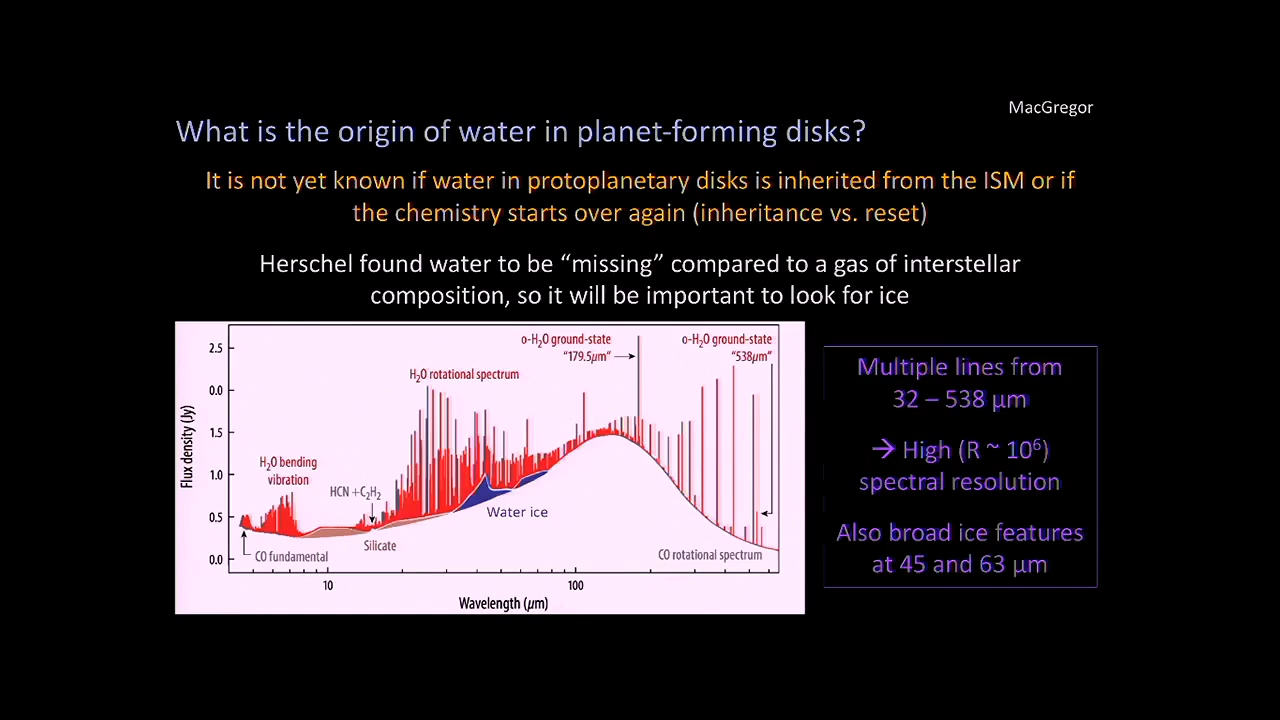 MacGregor
What is the origin of water in planet-forming disks?
It is not yet known if water in protoplanetary disks is inherited from the ISM or if
the chemistry starts over again (inheritance vs. reset)
Herschel found water to be “missing” compared to a gas of interstellar
composition, so it will be important to look for ice
o-H₂O ground-state
“179.5µm”
o-H₂O ground-state
“538µm”
H₂O rotational spectrum
H₂O bending
vibration
HCN +C₂H₂
Water ice
Silicate
CO fundamental
CO rotational spectrum
Flux density (Jy)
2.5
0.0
1.5
1.0
0.5
0.0
10
100
Wavelength (µm)
Multiple lines from
32 – 538 µm
→ High (R ~ 10⁶)
spectral resolution
Also broad ice features
at 45 and 63 µm